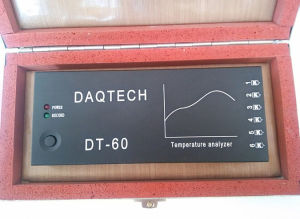 DAQTECH
POWER
RECORD
DT-60
Temperature analyzer
1 K
2 K
3 K
4 K
5 K
6 K